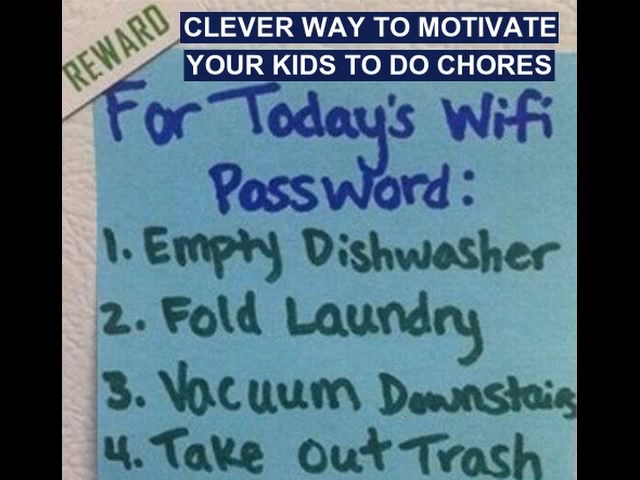 REWARD
CLEVER WAY TO MOTIVATE
YOUR KIDS TO DO CHORES
For Today's Wifi
Password:
1. Empty Dishwasher
2. Fold Laundry
3. Vacuum Downstairs
4. Take Out Trash